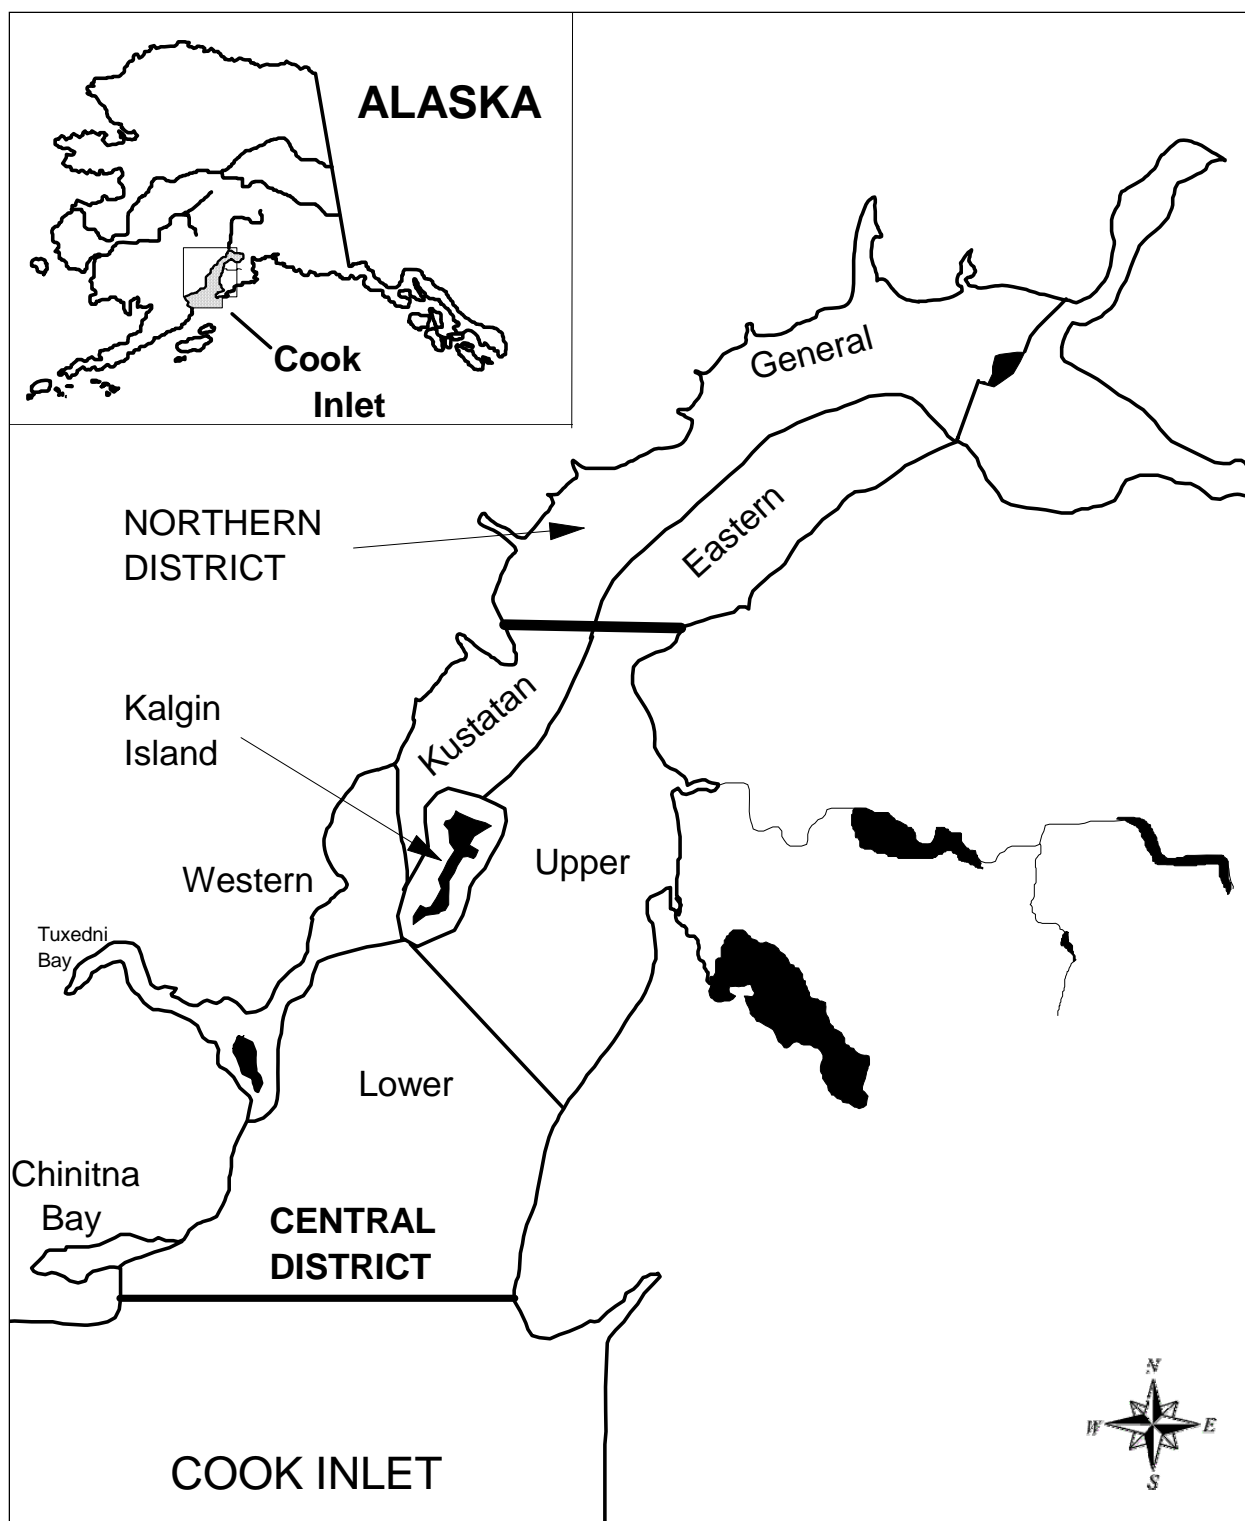 ALASKA
Cook
Inlet
General
Eastern
NORTHERN
DISTRICT
Kustatan
Kalgin
Island
Upper
Western
Tuxedni
Bay
Lower
Chinitna
Bay
CENTRAL
DISTRICT
COOK INLET
N
W
E
S